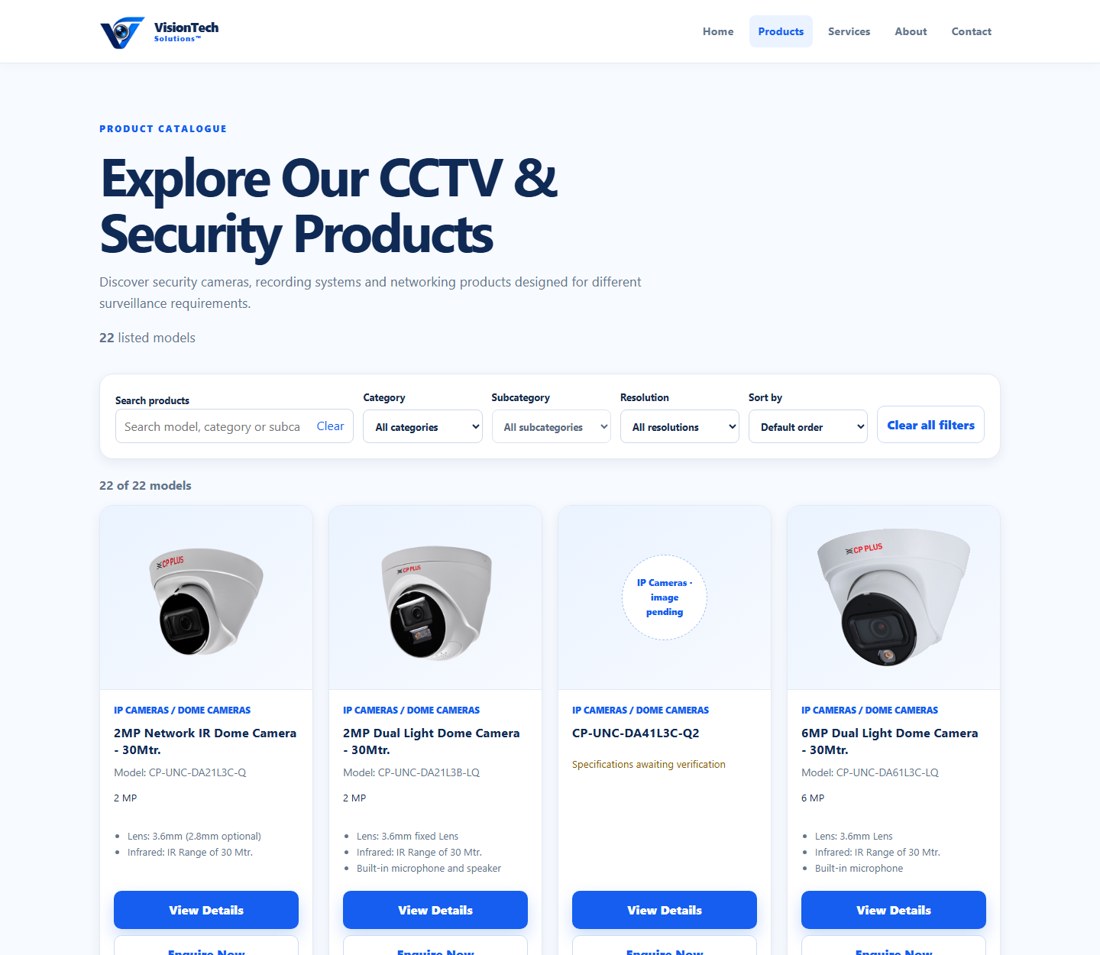 VisionTech
Solutions™
Home
Products
Services
About
Contact
PRODUCT CATALOGUE
Explore Our CCTV &
Security Products
Discover security cameras, recording systems and networking products designed for different
surveillance requirements.
22 listed models
Search products
Search model, category or subca
Clear
Category
All categories
Subcategory
All subcategories
Resolution
All resolutions
Sort by
Default order
Clear all filters
22 of 22 models
CP PLUS
IP CAMERAS / DOME CAMERAS
2MP Network IR Dome Camera
- 30Mtr.
Model: CP-UNC-DA21L3C-Q
2 MP
Lens: 3.6mm (2.8mm optional)
Infrared: IR Range of 30 Mtr.
View Details
Enquire Now
CP PLUS
IP CAMERAS / DOME CAMERAS
2MP Dual Light Dome Camera
- 30Mtr.
Model: CP-UNC-DA21L3B-LQ
2 MP
Lens: 3.6mm fixed Lens
Infrared: IR Range of 30 Mtr.
Built-in microphone and speaker
View Details
Enquire Now
IP Cameras ·
image
pending
IP CAMERAS / DOME CAMERAS
CP-UNC-DA41L3C-Q2
Specifications awaiting verification
View Details
Enquire Now
CP PLUS
IP CAMERAS / DOME CAMERAS
6MP Dual Light Dome Camera
- 30Mtr.
Model: CP-UNC-DA61L3C-LQ
6 MP
Lens: 3.6mm Lens
Infrared: IR Range of 30 Mtr.
Built-in microphone
View Details
Enquire Now